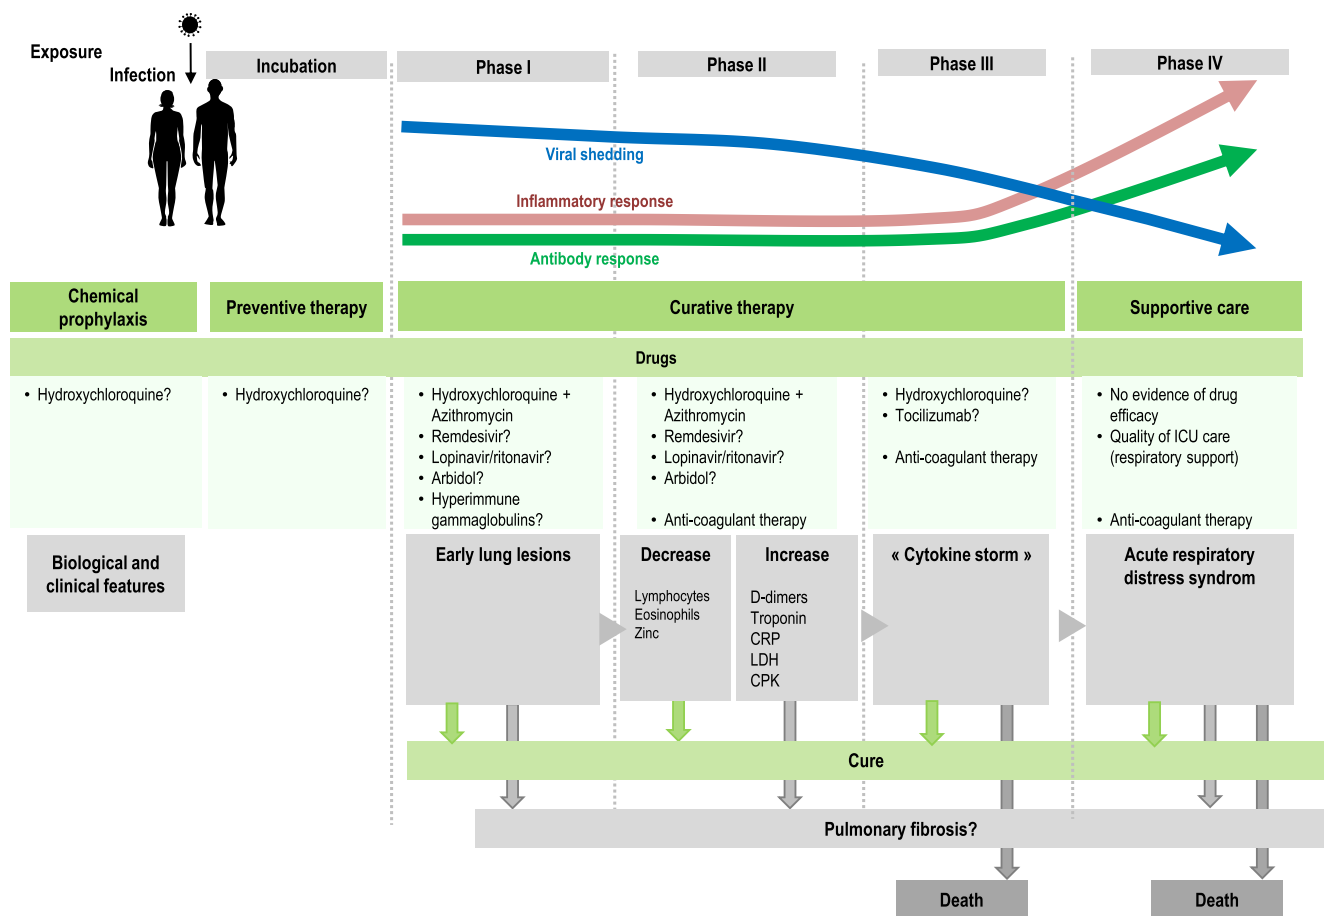 Exposure
Infection
Incubation
Phase I
Phase II
Phase III
Phase IV
Viral shedding
Inflammatory response
Antibody response
Chemical
prophylaxis
Preventive therapy
Curative therapy
Supportive care
Drugs
• Hydroxychloroquine?
• Hydroxychloroquine?
• Hydroxychloroquine +
Azithromycin
• Remdesivir?
• Lopinavir/ritonavir?
• Arbidol?
• Hyperimmune
gammaglobulins?
• Hydroxychloroquine +
Azithromycin
• Remdesivir?
• Lopinavir/ritonavir?
• Arbidol?
• Anti-coagulant therapy
• Hydroxychloroquine?
• Tocilizumab?
• Anti-coagulant therapy
• No evidence of drug
efficacy
• Quality of ICU care
(respiratory support)
• Anti-coagulant therapy
Biological and
clinical features
Early lung lesions
Decrease
Lymphocytes
Eosinophils
Zinc
Increase
D-dimers
Troponin
CRP
LDH
CPK
« Cytokine storm »
Acute respiratory
distress syndrom
Cure
Pulmonary fibrosis?
Death
Death